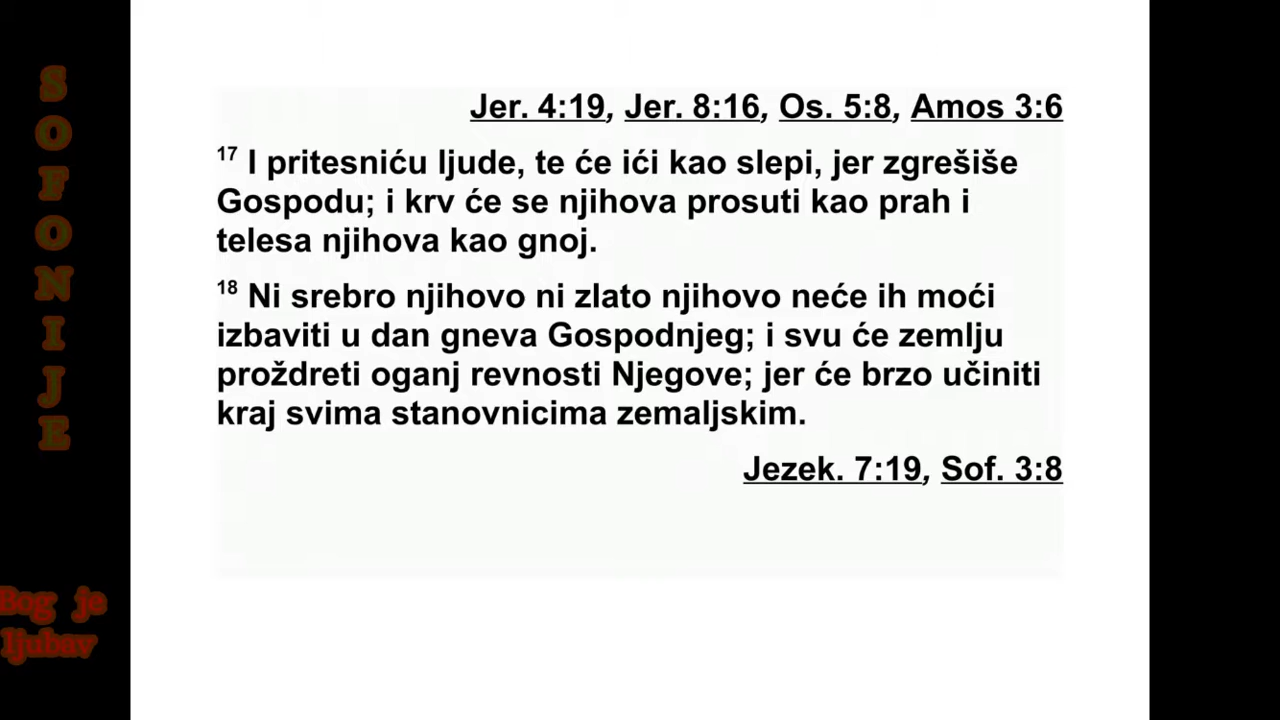 SOFONIJE
Bog je
ljubav
Jer. 4:19, Jer. 8:16, Os. 5:8, Amos 3:6
17 I pritesniću ljude, te će ići kao slepi, jer zgrešiše
Gospodu; i krv će se njihova prosuti kao prah i
telesa njihova kao gnoj.
18 Ni srebro njihovo ni zlato njihovo neće ih moći
izbaviti u dan gneva Gospodnjeg; i svu će zemlju
proždreti oganj revnosti Njegove; jer će brzo učiniti
kraj svima stanovnicima zemaljskim.
Jezek. 7:19, Sof. 3:8